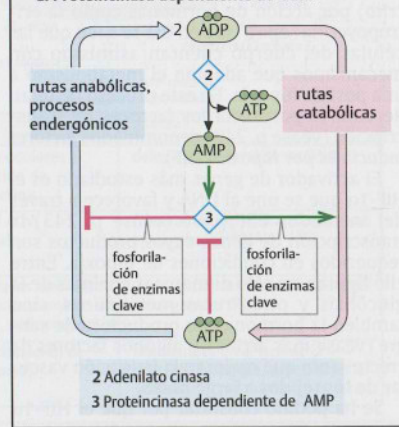 2 ADP
2
ATP
AMP
rutas anabólicas,
procesos
endergónicos
rutas
catabólicas
3
fosforila-
ción
de enzimas
clave
fosforila-
ción
de enzimas
clave
ATP
2 Adenilato cinasa
3 Proteincinasa dependiente de AMP